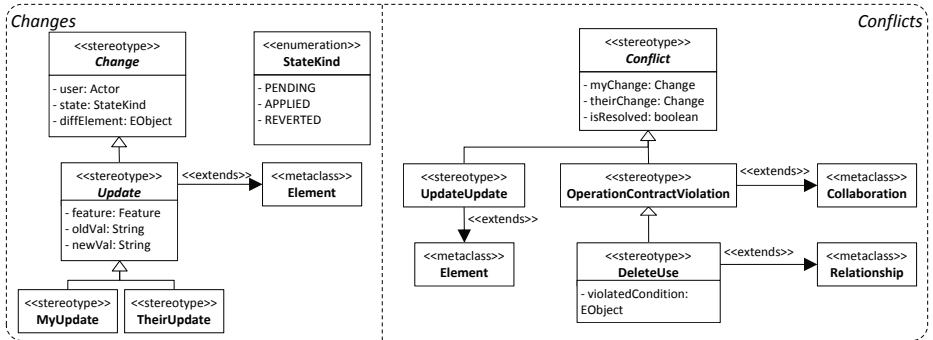 Changes
<<stereotype>>
Change
- user: Actor
- state: StateKind
- diffElement: EObject
<<enumeration>>
StateKind
- PENDING
- APPLIED
- REVERTED
<<stereotype>>
Update
- feature: Feature
- oldVal: String
- newVal: String
<<extends>>
<<metaclass>>
Element
<<stereotype>>
MyUpdate
<<stereotype>>
TheirUpdate
Conflicts
<<stereotype>>
Conflict
- myChange: Change
- theirChange: Change
- isResolved: boolean
<<stereotype>>
UpdateUpdate
<<extends>>
<<metaclass>>
Element
<<stereotype>>
OperationContractViolation
<<extends>>
<<metaclass>>
Collaboration
<<stereotype>>
DeleteUse
- violatedCondition:
EObject
<<extends>>
<<metaclass>>
Relationship